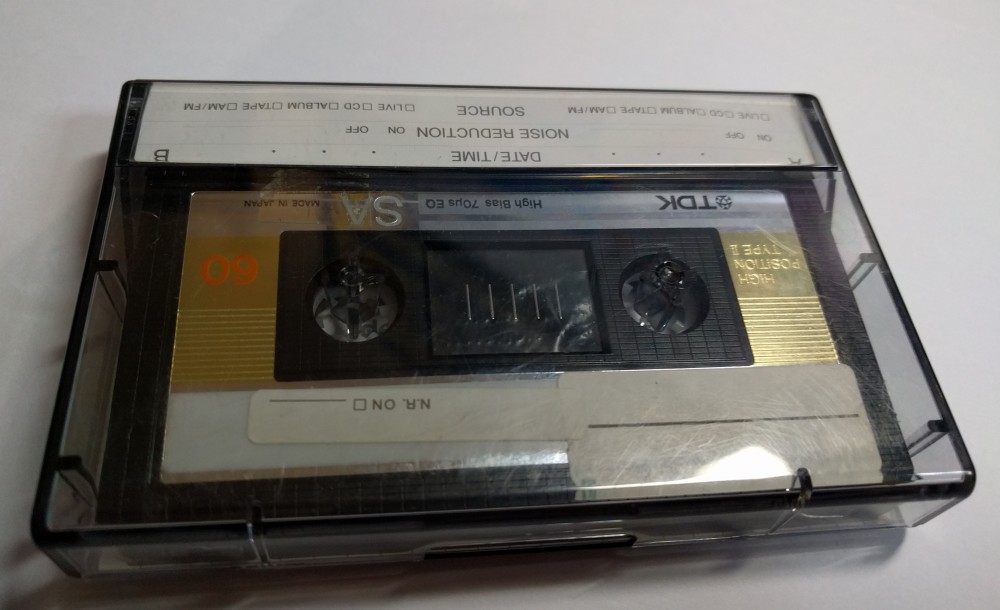 N.R. ON □
HIGH
POSITION
TYPE II
60
TDK High Bias 70µs EQ SA MADE IN JAPAN
A DATE/TIME B
ON OFF NOISE REDUCTION ON OFF
□LIVE □CD □ALBUM □TAPE □AM/FM SOURCE □LIVE □CD □ALBUM □TAPE □AM/FM